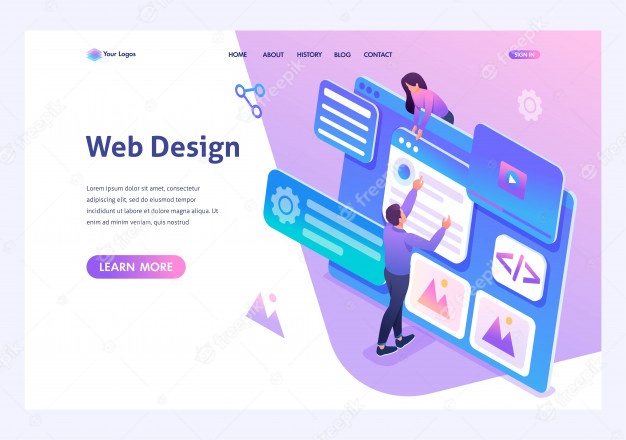 Your Logos
HOME ABOUT HISTORY BLOG CONTACT
SIGN IN
Web Design
Lorem ipsum dolor sit amet, consectetur
adipiscing elit, sed do eiusmod tempor
incididunt ut labore et dolore magna aliqua. Ut
enim ad minim veniam, quis nostrud
LEARN MORE